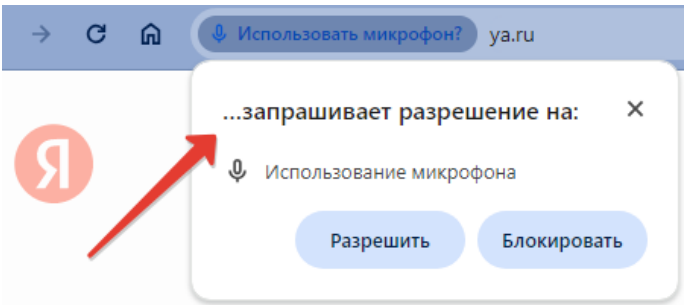 Использовать микрофон? ya.ru
...запрашивает разрешение на:
Я
Использование микрофона
Разрешить Блокировать